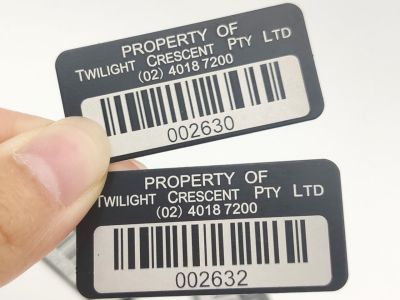 PROPERTY OF
TWILIGHT CRESCENT PTY LTD
(02) 4018 7200
002630
PROPERTY OF
TWILIGHT CRESCENT PTY LTD
(02) 4018 7200
002632